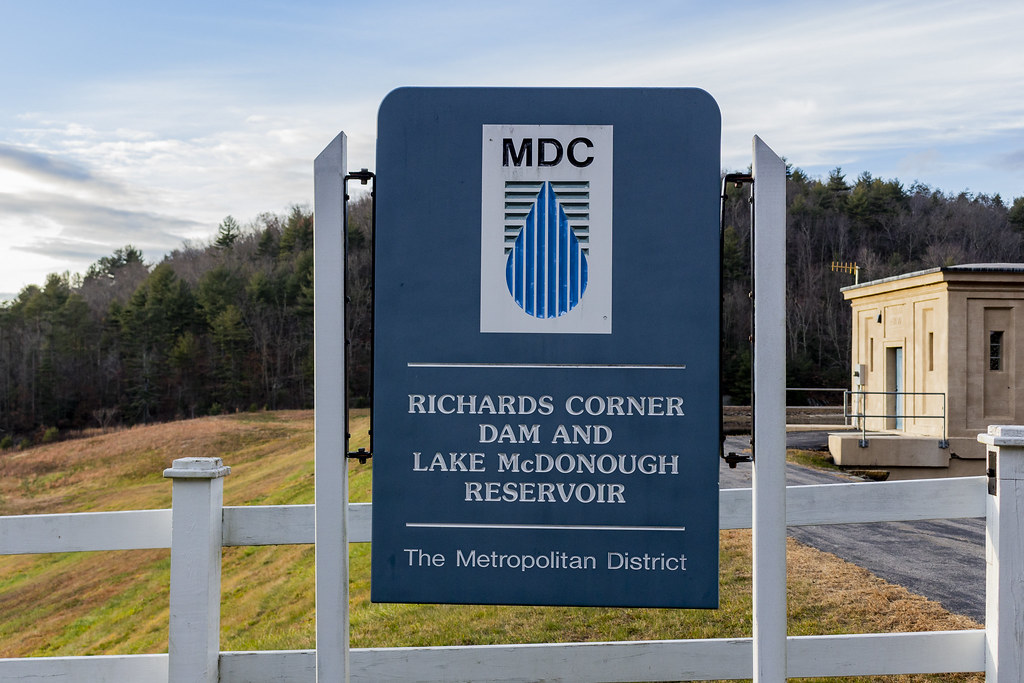 MDC
RICHARDS CORNER
DAM AND
LAKE McDONOUGH
RESERVOIR
The Metropolitan District